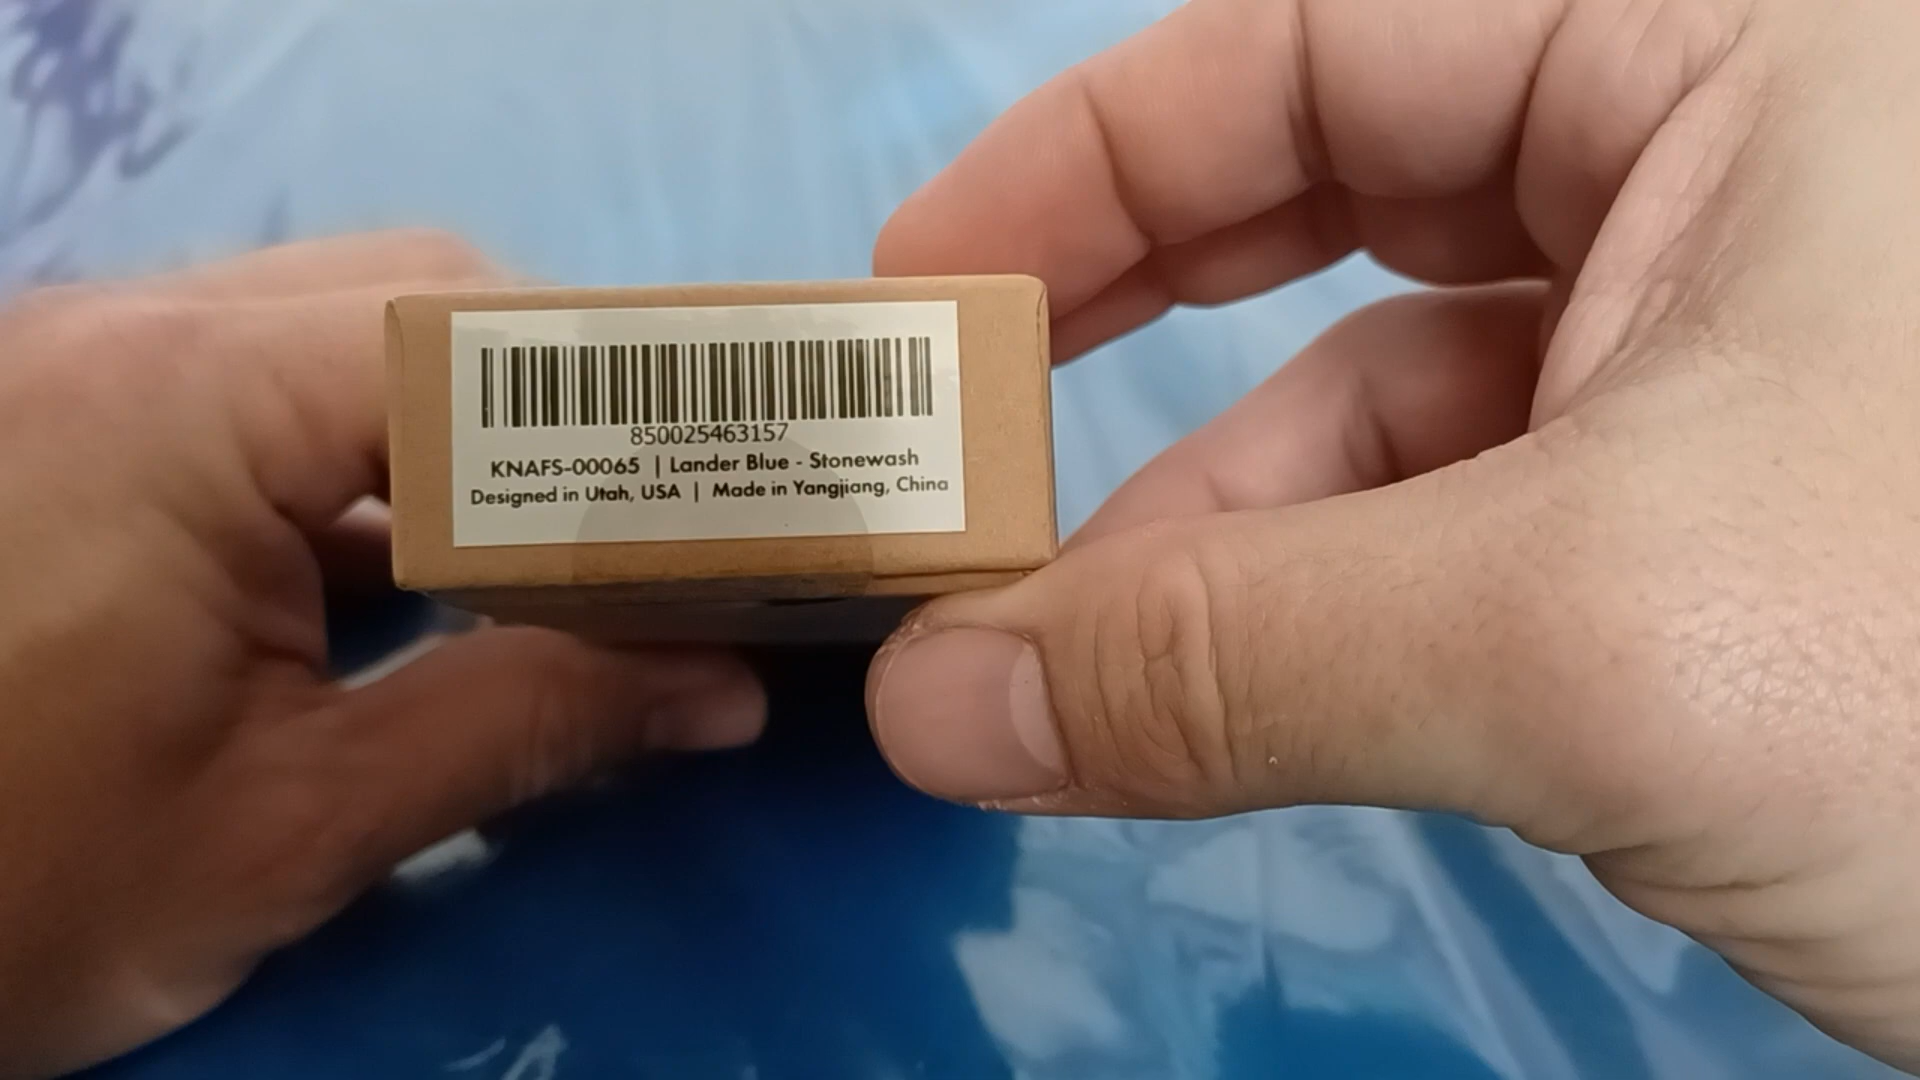 850025463157
KNAFS-00065 | Lander Blue - Stonewash
Designed in Utah, USA | Made in Yangjiang, China